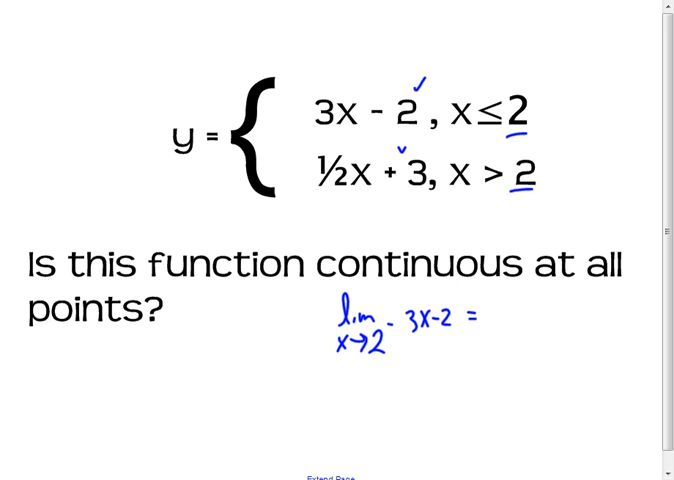 3x - 2 , x ≤ 2
y = {
½x + 3, x > 2
Is this function continuous at all
points?
lim x→2⁻ 3x-2 =
Extend Page